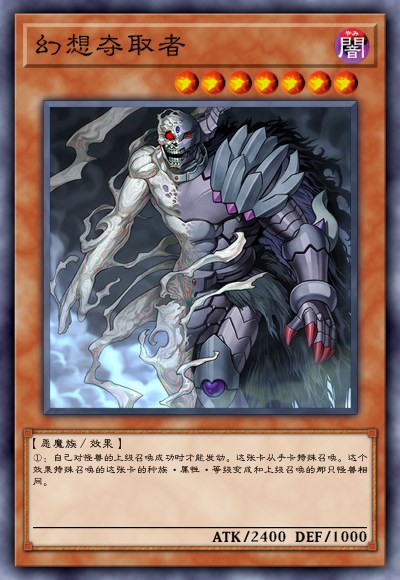 幻想夺取者
やみ
闇
【恶魔族／效果】
①：自己对怪兽的上级召唤成功时才能发动。这张卡从手卡特殊召唤。这个
效果特殊召唤的这张卡的种族·属性·等级变成和上级召唤的那只怪兽相
同。
ATK/2400 DEF/1000